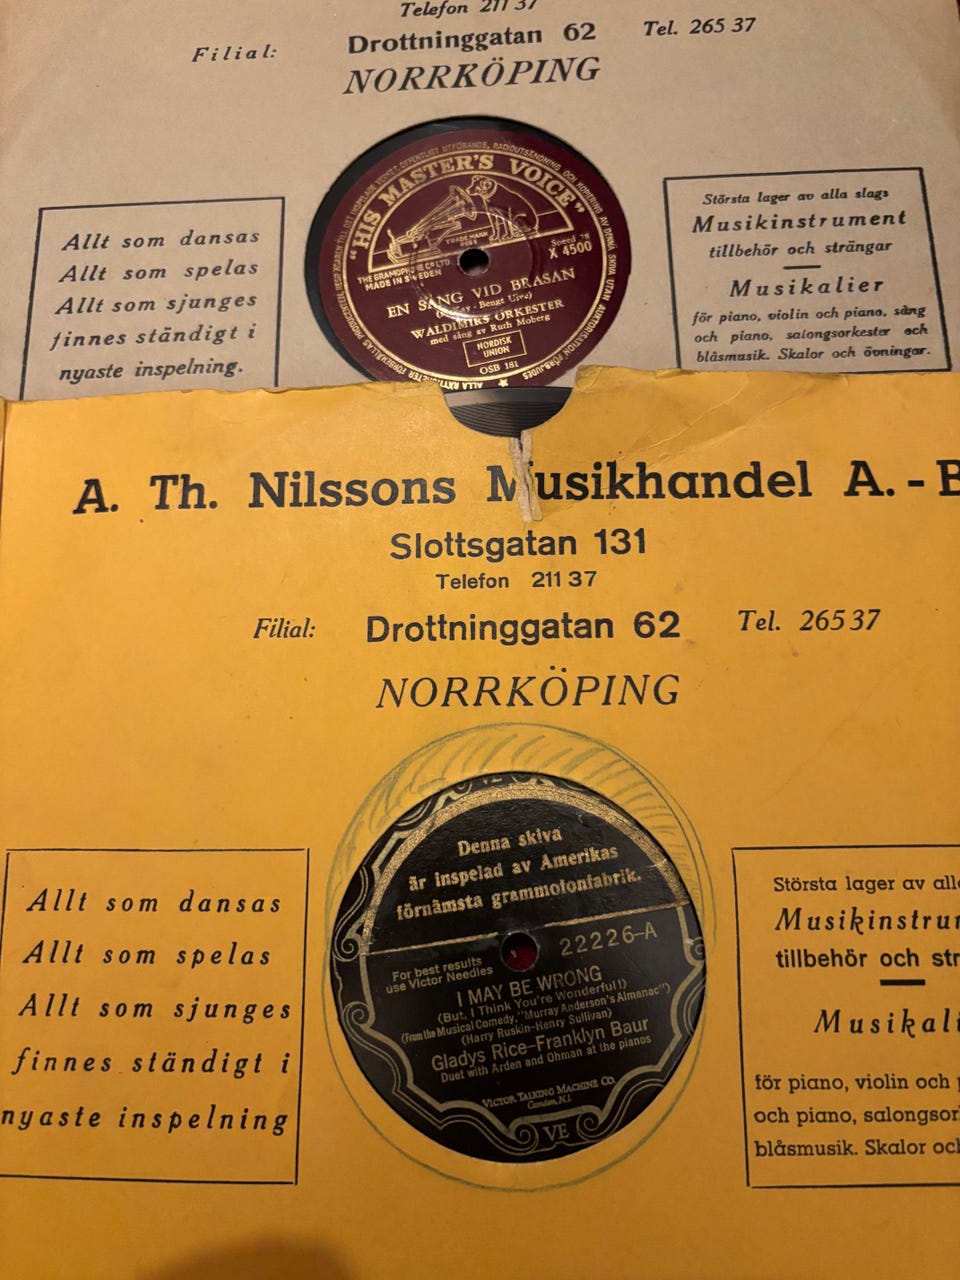 Telefon 211 37
Filial: Drottninggatan 62 Tel. 265 37
NORRKÖPING
Allt som dansas
Allt som spelas
Allt som sjunges
finnes ständigt i
nyaste inspelning.
"HIS MASTER'S VOICE"
TRADE MARK
THE GRAMOPHONE CO LTD.
MADE IN SWEDEN
Speed 78
X 4500
EN SÅNG VID BRASAN
WALDIMIRS ORKESTER
med sång av Ruth Moberg
NORDISK
UNION
OSB 181
Största lager av alla slags
Musikinstrument
tillbehör och strängar
Musikalier
för piano, violin och piano, sång
och piano, salongsorkester och
blåsmusik. Skalor och övningar.
A. Th. Nilssons Musikhandel A.-B
Slottsgatan 131
Telefon 211 37
Filial: Drottninggatan 62 Tel. 265 37
NORRKÖPING
Allt som dansas
Allt som spelas
Allt som sjunges
finnes ständigt i
nyaste inspelning
VE
Denna skiva
är inspelad av Amerikas
förnämsta grammofonfabrik.
For best results
use Victor Needles
22226-A
I MAY BE WRONG
(But, I Think You're Wonderful!)
(From the Musical Comedy, "Murray Anderson's Almanac")
(Harry Ruskin-Henry Sullivan)
Gladys Rice-Franklyn Baur
Duet with Arden and Ohman at the pianos
VICTOR TALKING MACHINE CO.
Camden, N.J.
VE
Största lager av all
Musikinstru
tillbehör och str
Musikali
för piano, violin och
och piano, salongsor
blåsmusik. Skalor oc